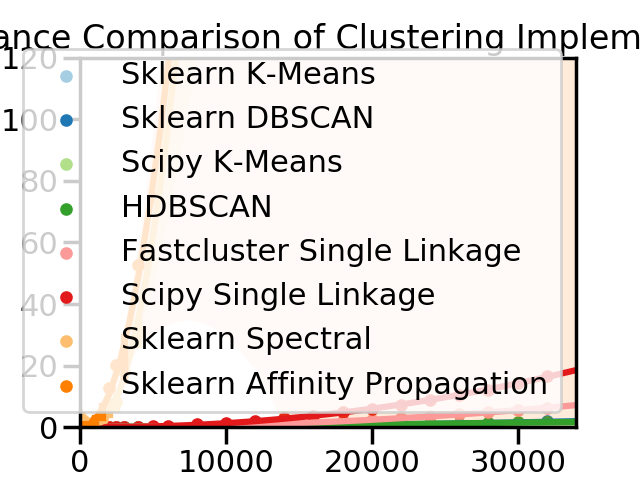 ance Comparison of Clustering Implem
120
Sklearn K-Means
100
Sklearn DBSCAN
Scipy K-Means
80
HDBSCAN
60
Fastcluster Single Linkage
40
Scipy Single Linkage
Sklearn Spectral
20
Sklearn Affinity Propagation
0
0 10000 20000 30000